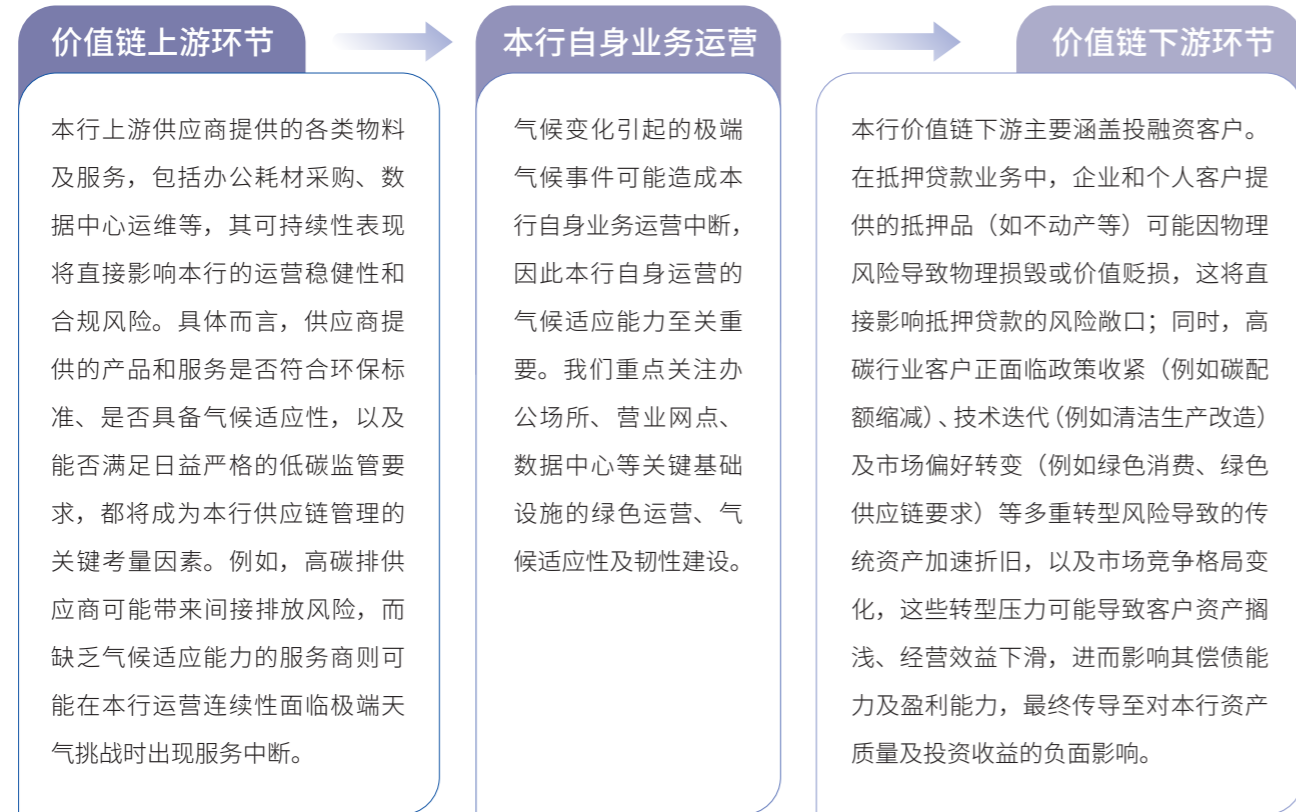 价值链上游环节
本行上游供应商提供的各类物料
及服务，包括办公耗材采购、数
据中心运维等，其可持续性表现
将直接影响本行的运营稳健性和
合规风险。具体而言，供应商提
供的产品和服务是否符合环保标
准、是否具备气候适应性，以及
能否满足日益严格的低碳监管要
求，都将成为本行供应链管理的
关键考量因素。例如，高碳排供
应商可能带来间接排放风险，而
缺乏气候适应能力的服务商则可
能在本行运营连续性面临极端天
气挑战时出现服务中断。
本行自身业务运营
气候变化引起的极端
气候事件可能造成本
行自身业务运营中断，
因此本行自身运营的
气候适应能力至关重
要。我们重点关注办
公场所、营业网点、
数据中心等关键基础
设施的绿色运营、气
候适应性及韧性建设。
价值链下游环节
本行价值链下游主要涵盖投融资客户。
在抵押贷款业务中，企业和个人客户提
供的抵押品（如不动产等）可能因物理
风险导致物理损毁或价值贬损，这将直
接影响抵押贷款的风险敞口；同时，高
碳行业客户正面临政策收紧（例如碳配
额缩减）、技术迭代（例如清洁生产改造）
及市场偏好转变（例如绿色消费、绿色
供应链要求）等多重转型风险导致的传
统资产加速折旧，以及市场竞争格局变
化，这些转型压力可能导致客户资产搁
浅、经营效益下滑，进而影响其偿债能
力及盈利能力，最终传导至对本行资产
质量及投资收益的负面影响。